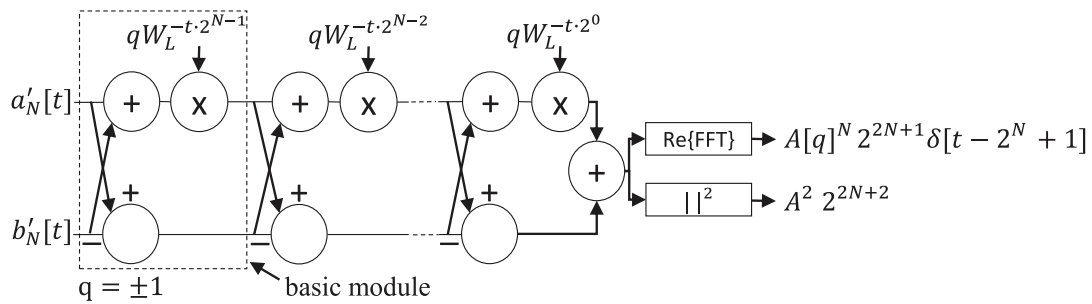 qW_L^{-t·2^{N-1}} qW_L^{-t·2^{N-2}} qW_L^{-t·2^0}
a'_N[t] + x + x + x
+ Re{FFT} A[q]^N 2^{2N+1}δ[t − 2^N + 1]
| |^2 A^2 2^{2N+2}
+ + +
b'_N[t] − − −
q = ±1 basic module